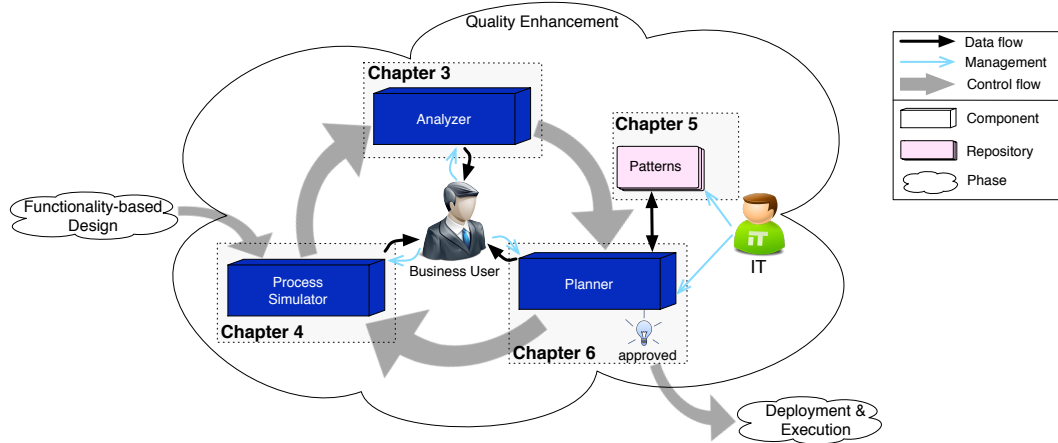 Quality Enhancement
Data flow
Management
Control flow
Component
Repository
Phase
Chapter 3
Analyzer
Chapter 5
Patterns
IT
IT
Functionality-based
Design
Business User
Process
Simulator
Chapter 4
Planner
Chapter 6
approved
Deployment &
Execution